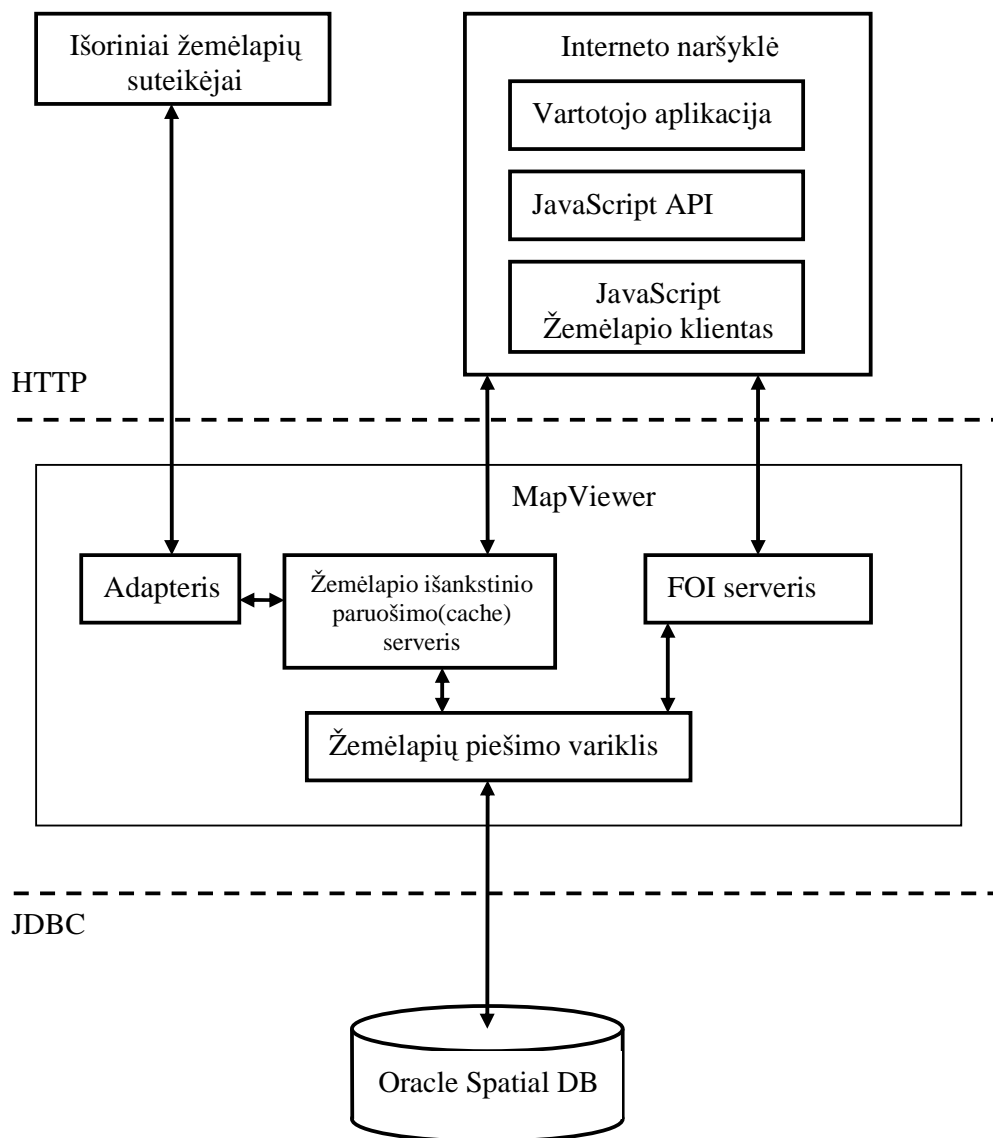 Išoriniai žemėlapių
suteikėjai
Interneto naršyklė
Vartotojo aplikacija
JavaScript API
JavaScript
Žemėlapio klientas
HTTP
MapViewer
Adapteris
Žemėlapio išankstinio
paruošimo(cache)
serveris
FOI serveris
Žemėlapių piešimo variklis
JDBC
Oracle Spatial DB